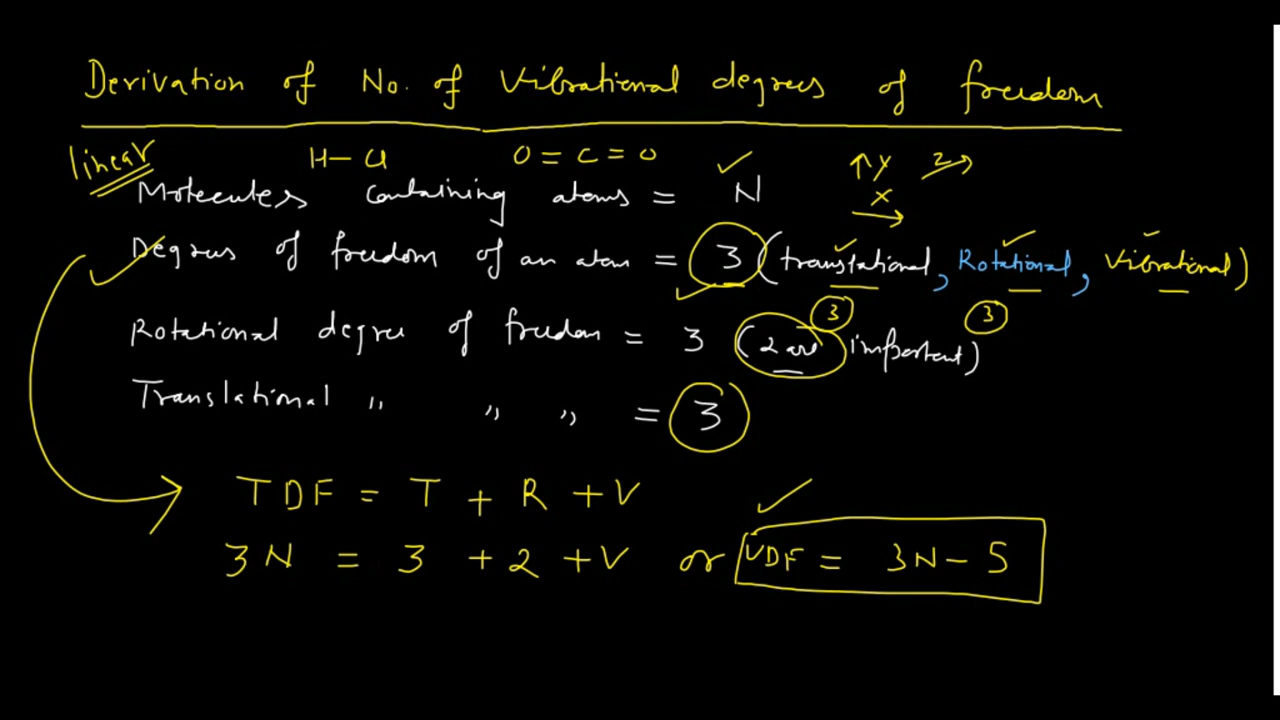 Derivation of No. of Vibrational degrees of freedom
linear H-Cl O=C=O ↑Y Z→
X→
Molecules containing atoms = N
Degrees of freedom of an atom = 3 (translational, Rotational, Vibrational)
3 3
Rotational degree of freedom = 3 (2 are important)
Translational " " " = 3
TDF = T + R + V
3N = 3 + 2 + V or VDF = 3N - 5